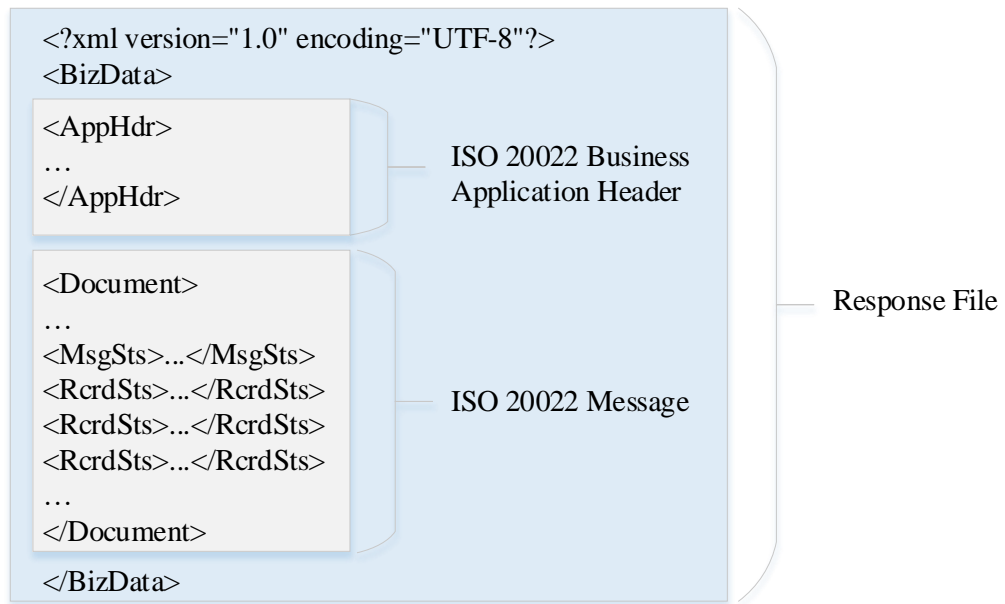 <?xml version="1.0" encoding="UTF-8"?>
<BizData>
<AppHdr>
…
</AppHdr>
ISO 20022 Business
Application Header
<Document>
…
<MsgSts>...</MsgSts>
<RcrdSts>...</RcrdSts>
<RcrdSts>...</RcrdSts>
<RcrdSts>...</RcrdSts>
…
</Document>
ISO 20022 Message
</BizData>
Response File